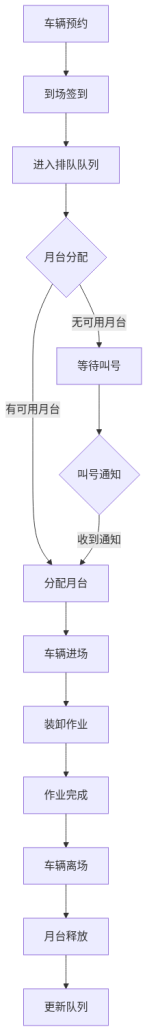 车辆预约
到场签到
进入排队队列
月台分配
无可用月台
等待叫号
有可用月台
叫号通知
收到通知
分配月台
车辆进场
装卸作业
作业完成
车辆离场
月台释放
更新队列